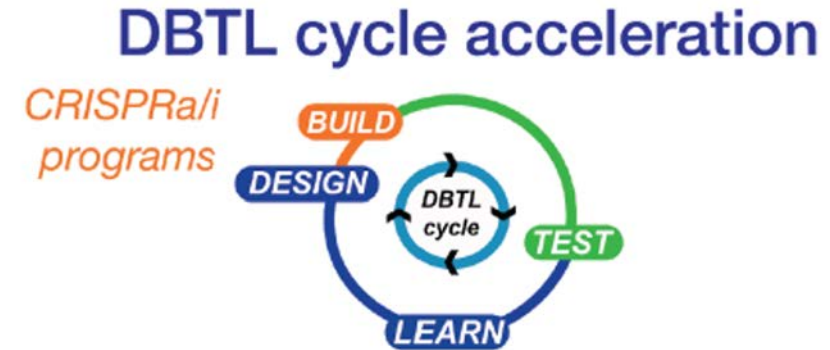 DBTL cycle acceleration
CRISPRa/i
programs
BUILD
DESIGN
DBTL
cycle
TEST
LEARN